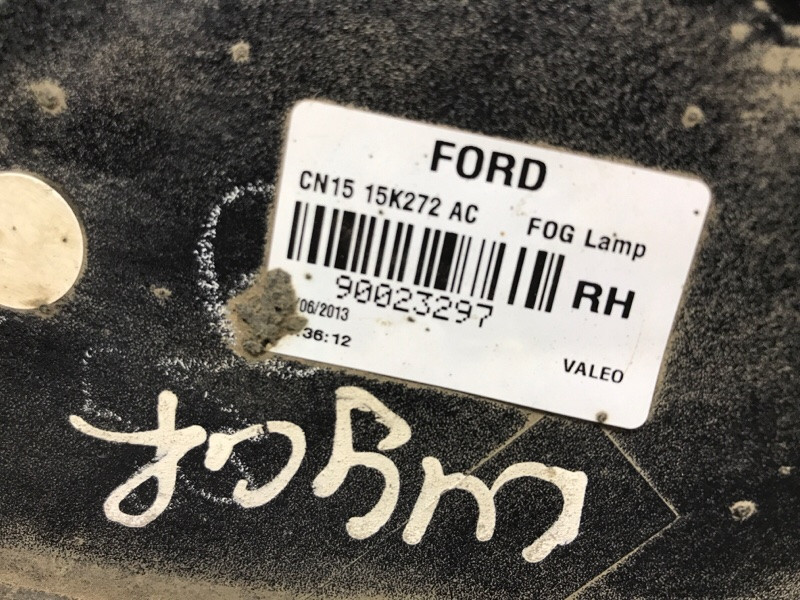 FORD
CN15 15K272 AC
FOG Lamp
90023297
RH
/06/2013
:36:12
VALEO